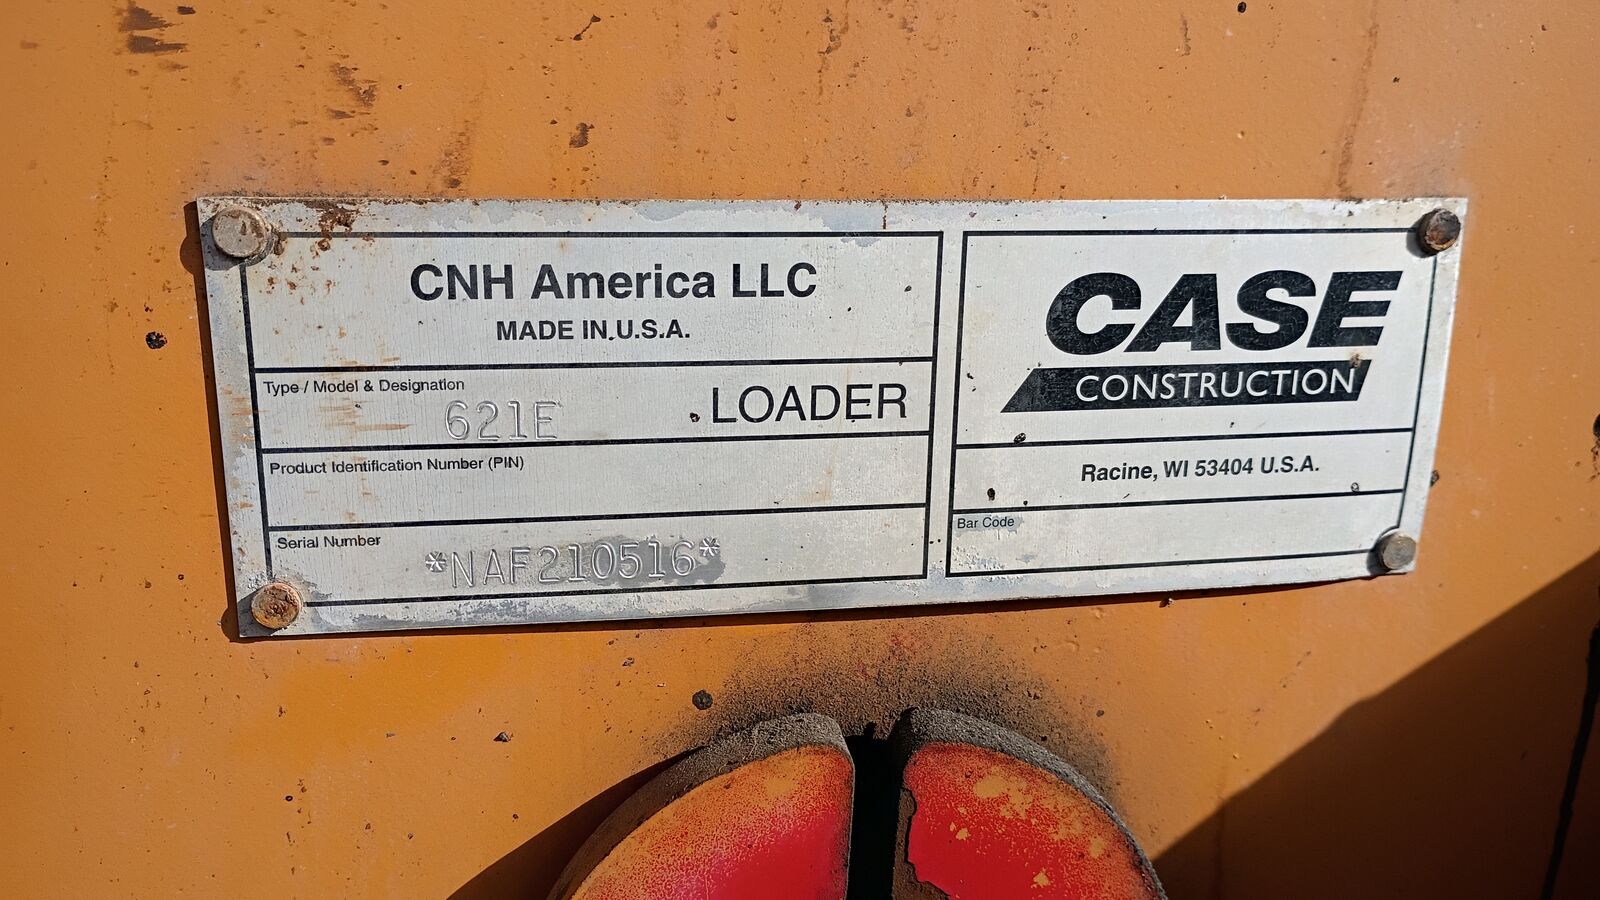 CNH America LLC
MADE IN U.S.A.
Type / Model & Designation
621E LOADER
Product Identification Number (PIN)
Serial Number
*NAF210516*
CASE
CONSTRUCTION
Racine, WI 53404 U.S.A.
Bar Code